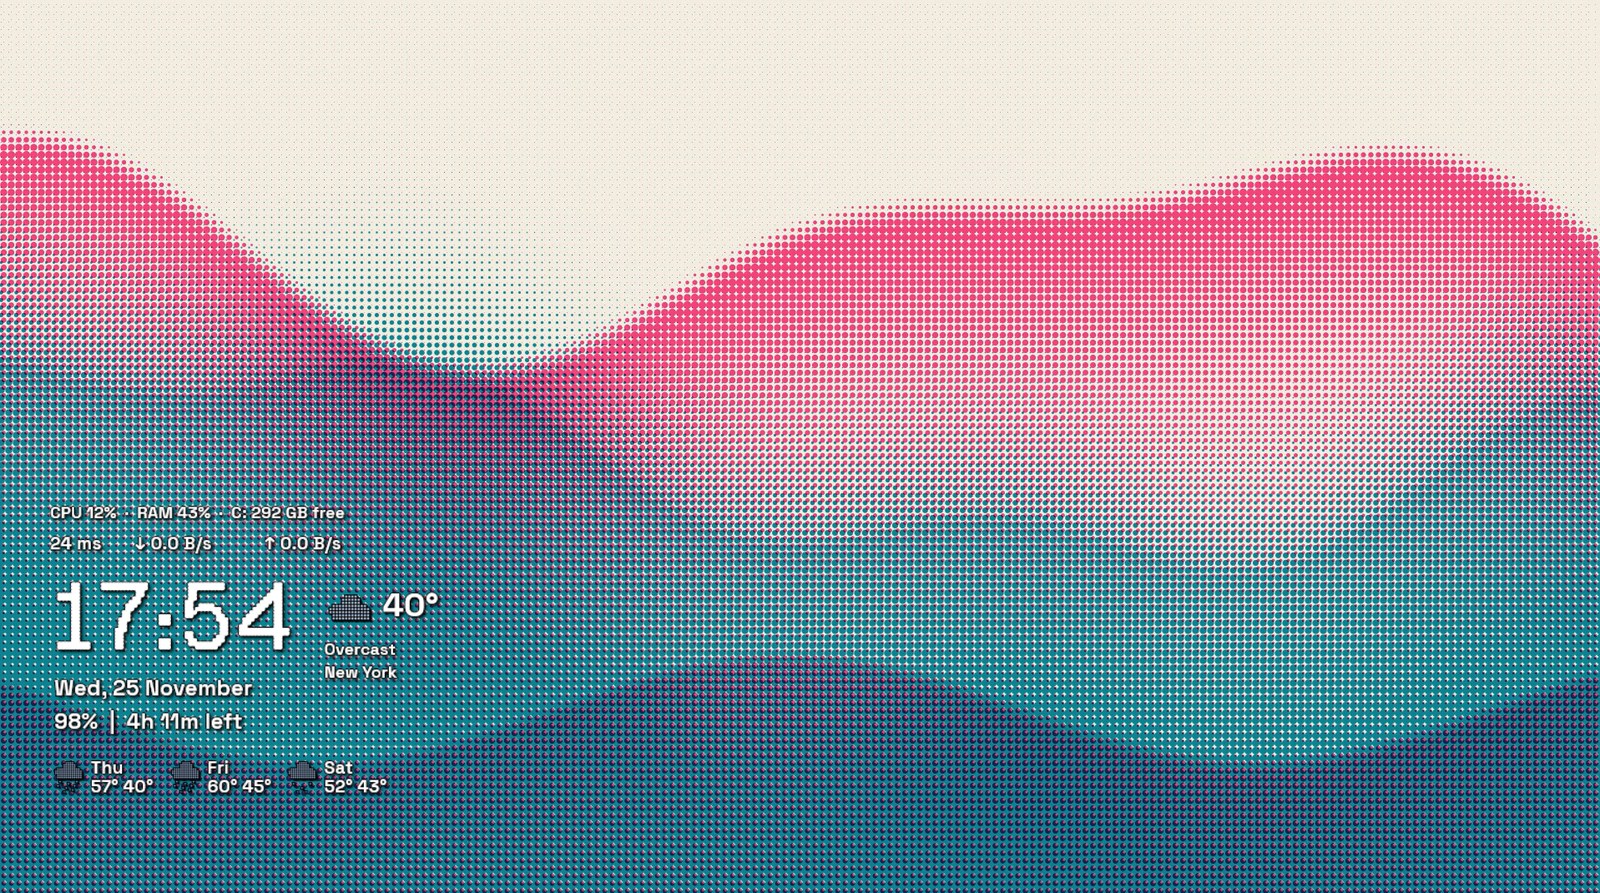 CPU 12% · RAM 43% · C: 292 GB free
24 ms ↓ 0.0 B/s ↑ 0.0 B/s
17:54
40°
Overcast
New York
Wed, 25 November
98% | 4h 11m left
Thu
57° 40°
Fri
60° 45°
Sat
52° 43°